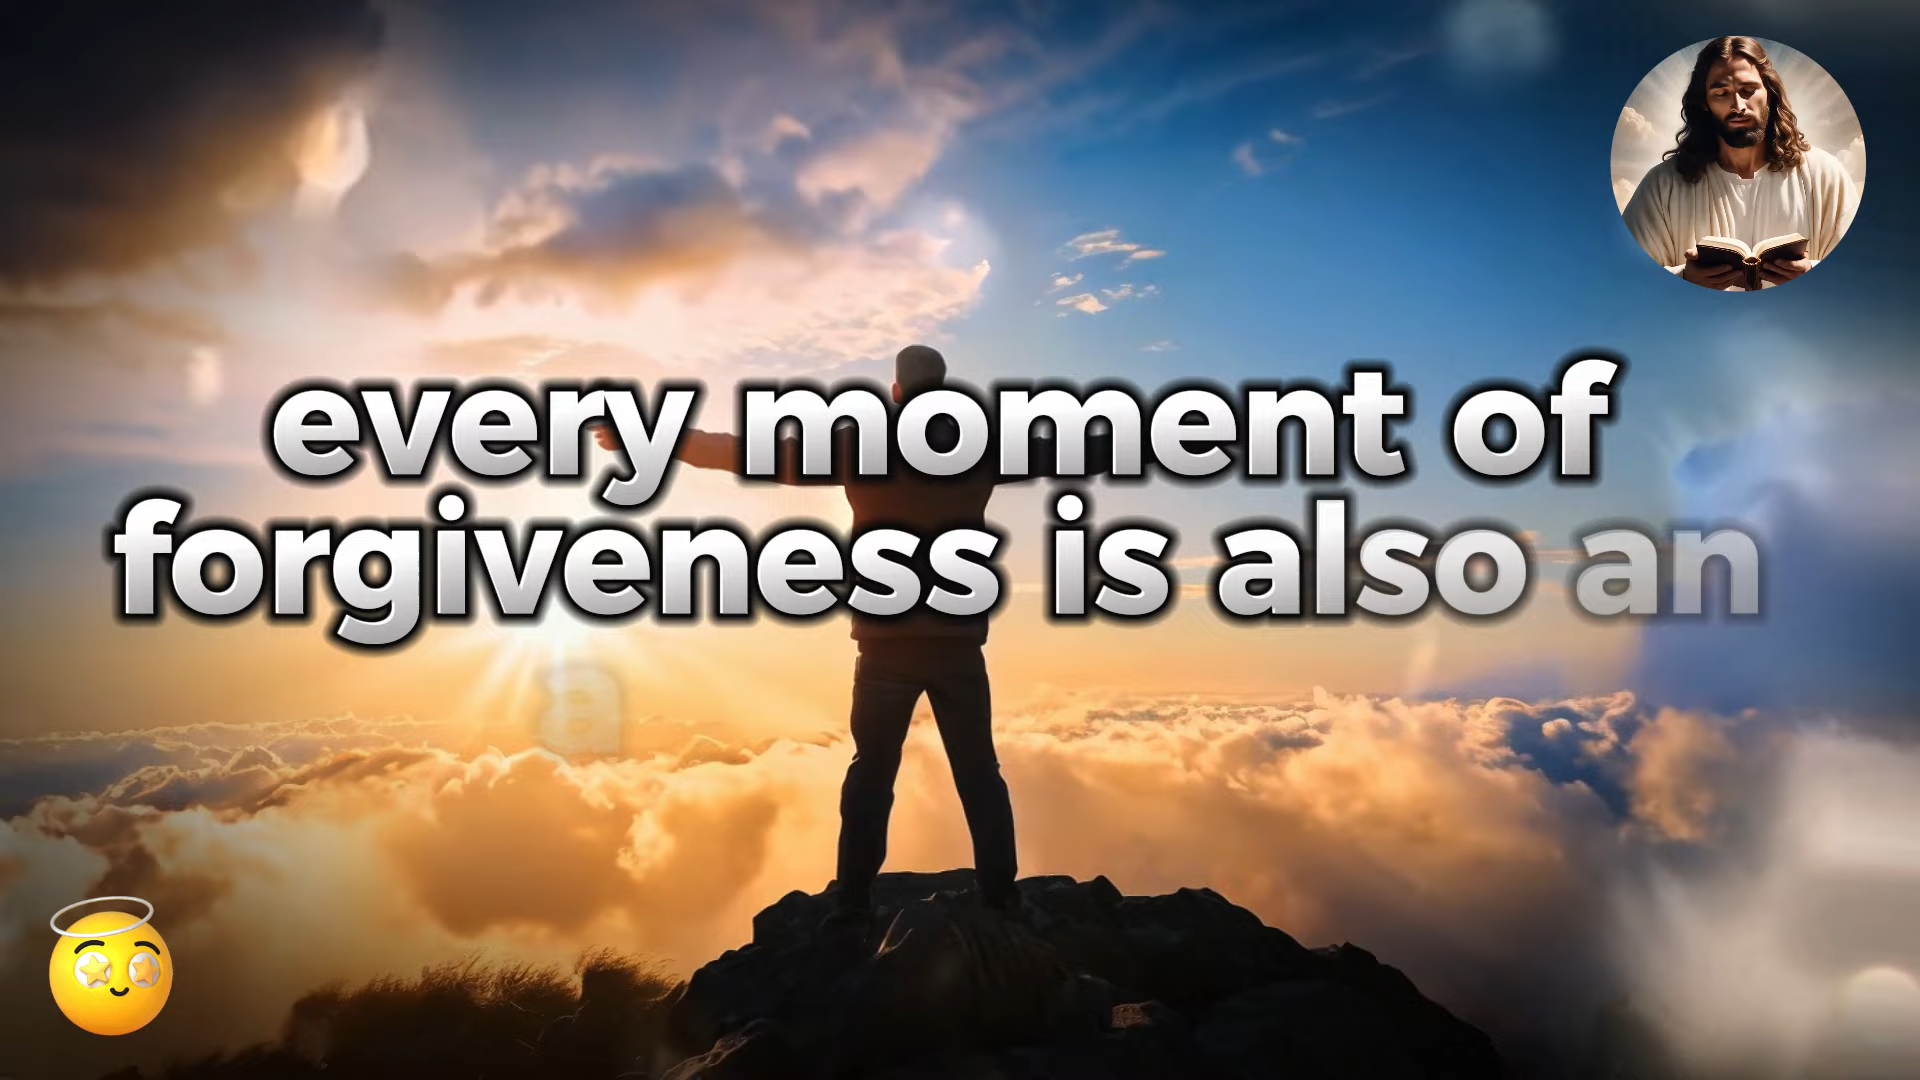 every moment of
forgiveness is also an
a